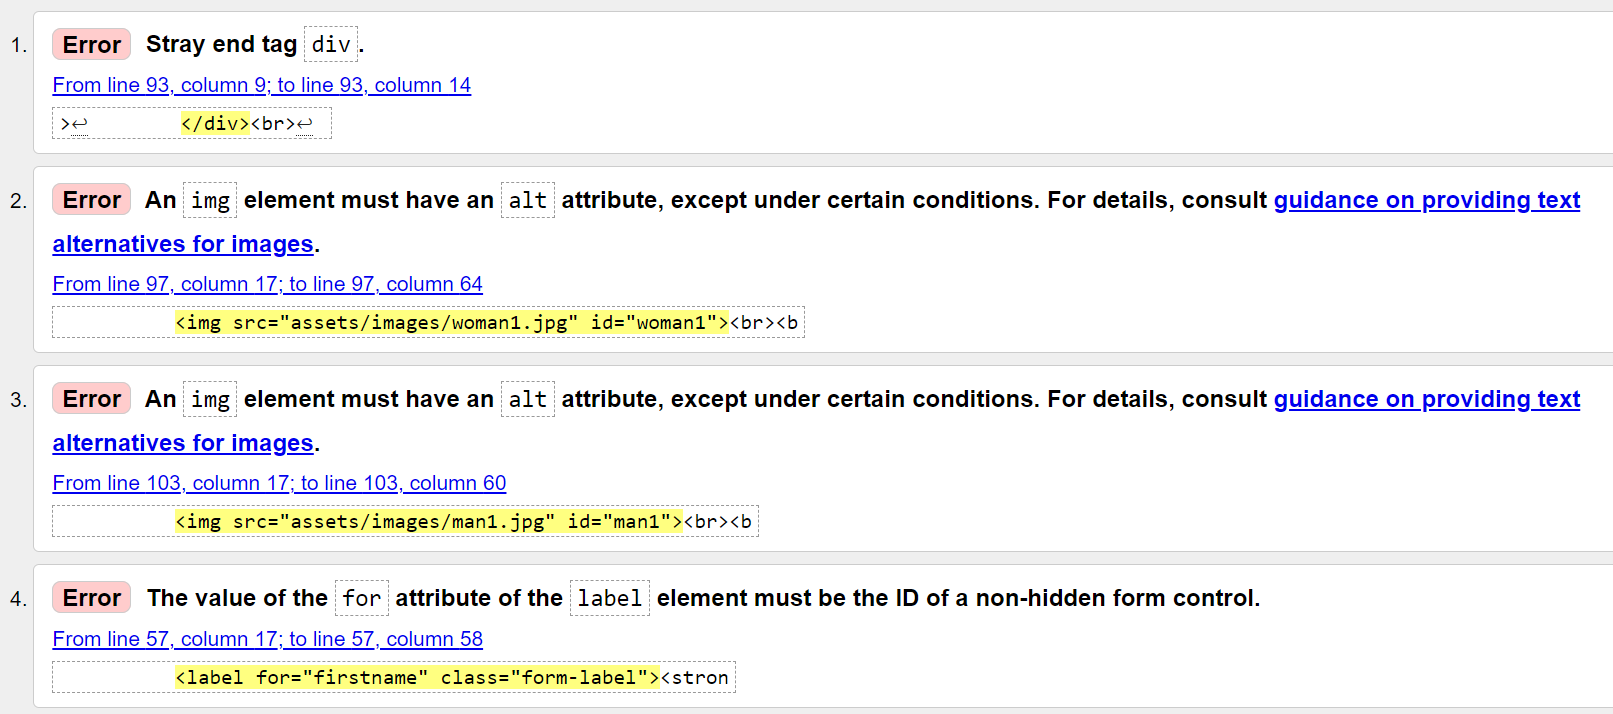 1. Error Stray end tag div.
From line 93, column 9; to line 93, column 14
>↩        </div><br>↩
2. Error An img element must have an alt attribute, except under certain conditions. For details, consult guidance on providing text
alternatives for images.
From line 97, column 17; to line 97, column 64
<img src="assets/images/woman1.jpg" id="woman1"><br><b
3. Error An img element must have an alt attribute, except under certain conditions. For details, consult guidance on providing text
alternatives for images.
From line 103, column 17; to line 103, column 60
<img src="assets/images/man1.jpg" id="man1"><br><b
4. Error The value of the for attribute of the label element must be the ID of a non-hidden form control.
From line 57, column 17; to line 57, column 58
<label for="firstname" class="form-label"><stron